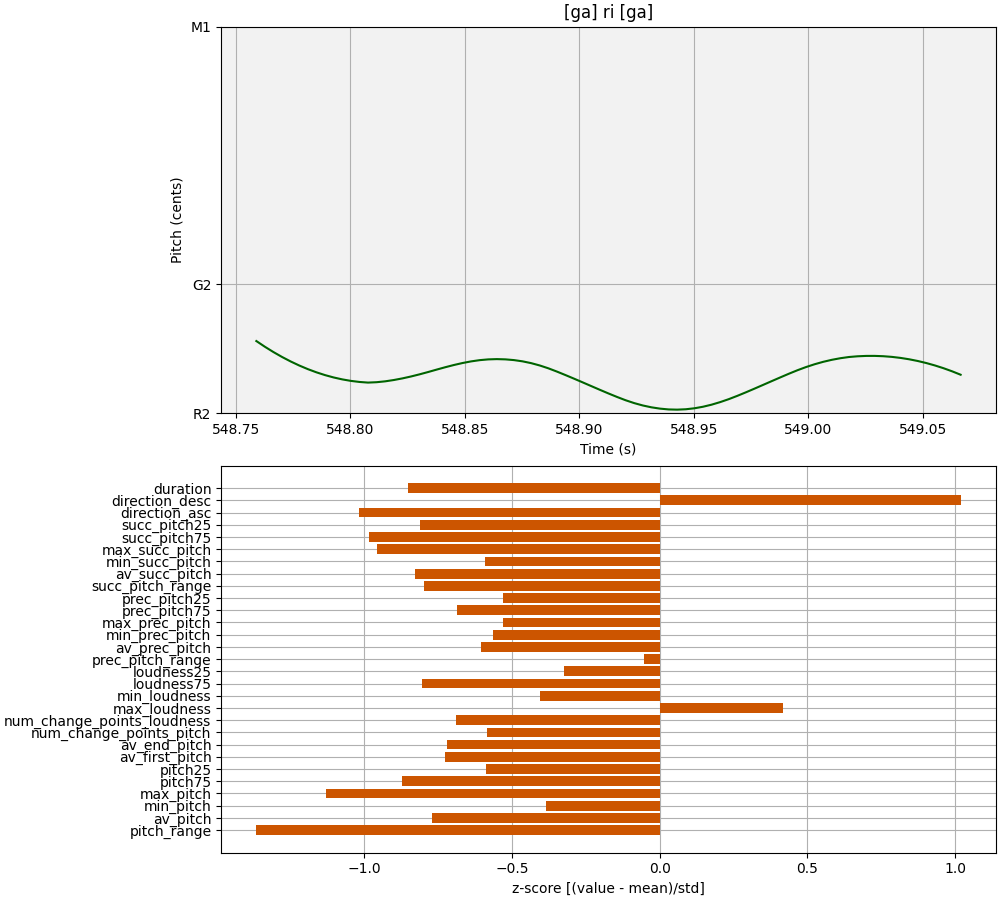 [ga] ri [ga]
M1
G2
R2
Pitch (cents)
548.75 548.80 548.85 548.90 548.95 549.00 549.05
Time (s)
duration
direction_desc
direction_asc
succ_pitch25
succ_pitch75
max_succ_pitch
min_succ_pitch
av_succ_pitch
succ_pitch_range
prec_pitch25
prec_pitch75
max_prec_pitch
min_prec_pitch
av_prec_pitch
prec_pitch_range
loudness25
loudness75
min_loudness
max_loudness
num_change_points_loudness
num_change_points_pitch
av_end_pitch
av_first_pitch
pitch25
pitch75
max_pitch
min_pitch
av_pitch
pitch_range
−1.0 −0.5 0.0 0.5 1.0
z-score [(value - mean)/std]